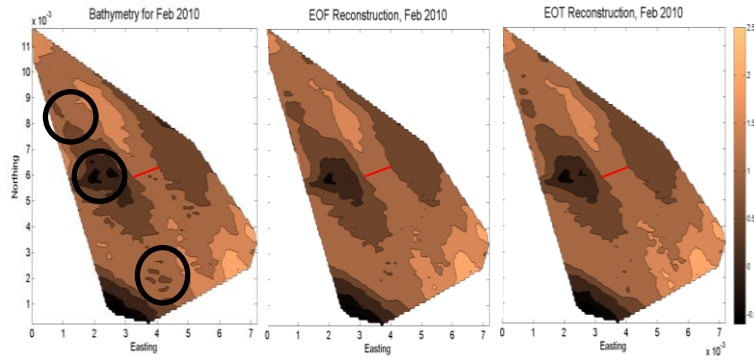 Bathymetry for Feb 2010
EOF Reconstruction, Feb 2010
EOT Reconstruction, Feb 2010
x 10⁻³
11
10
9
8
7
6
5
4
3
2
1
Northing
0 1 2 3 4 5 6 7
Easting
0 1 2 3 4 5 6 7
Easting
0 1 2 3 4 5 6 7
Easting
x 10⁻³
2.5
2
1.5
1
0.5
0